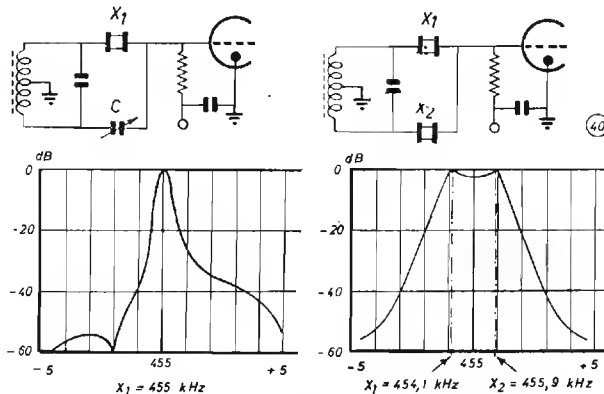 X1
C
X1
X2
40
dB
0
-20
-40
-60
-5
455
+5
X1 = 455 kHz
dB
0
-20
-40
-60
-5
455
+5
X1 = 454,1 kHz
X2 = 455,9 kHz